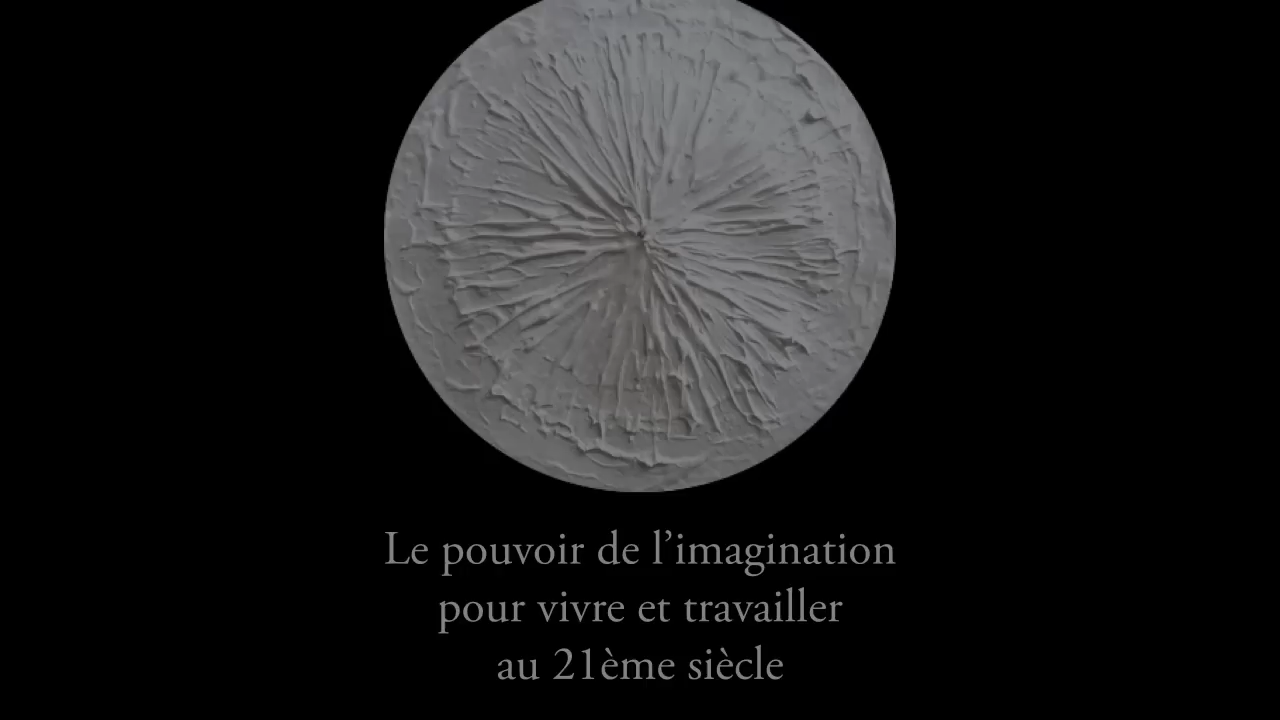 Le pouvoir de l’imagination
pour vivre et travailler
au 21ème siècle